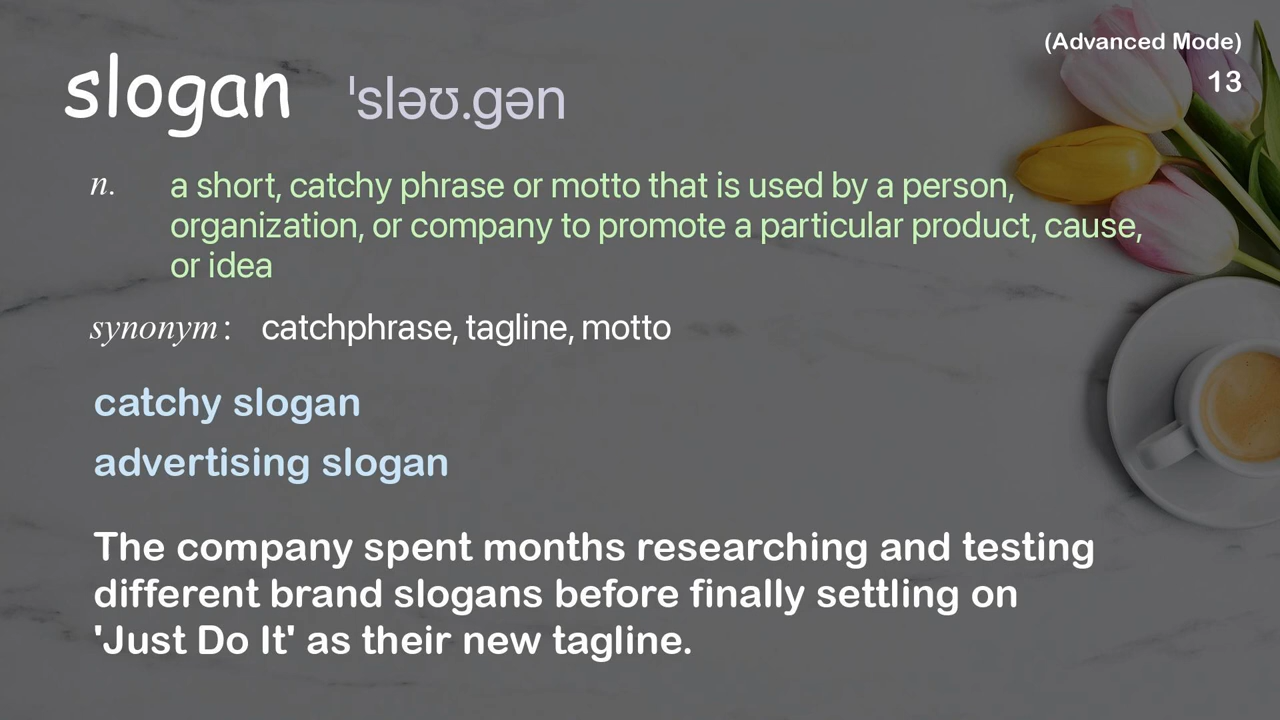 (Advanced Mode)
13
slogan ˈsləʊ.gən
n. a short, catchy phrase or motto that is used by a person,
organization, or company to promote a particular product, cause,
or idea
synonym: catchphrase, tagline, motto
catchy slogan
advertising slogan
The company spent months researching and testing
different brand slogans before finally settling on
'Just Do It' as their new tagline.